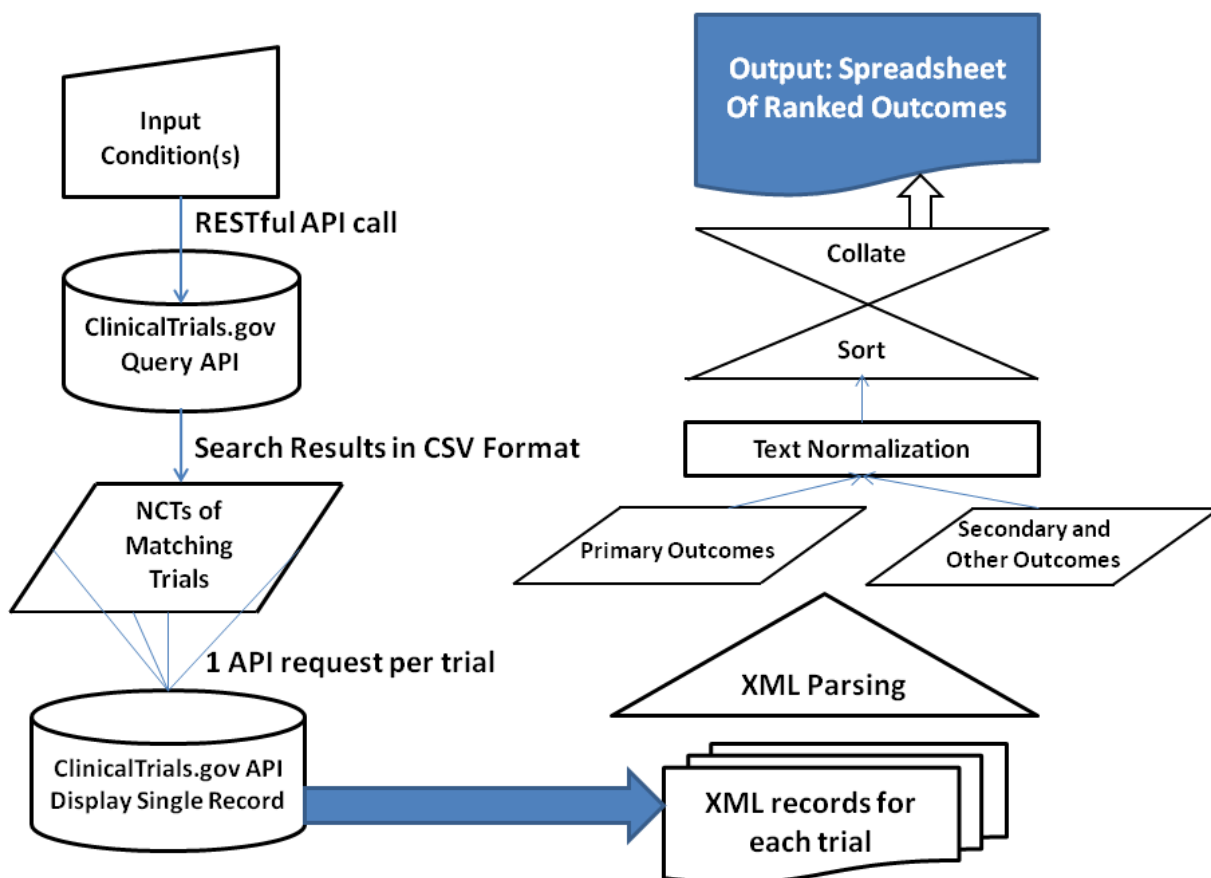 Input
Condition(s)
RESTful API call
ClinicalTrials.gov
Query API
Search Results in CSV Format
NCTs of
Matching
Trials
1 API request per trial
ClinicalTrials.gov API
Display Single Record
XML records for
each trial
XML Parsing
Primary Outcomes
Secondary and
Other Outcomes
Text Normalization
Sort
Collate
Output: Spreadsheet
Of Ranked Outcomes